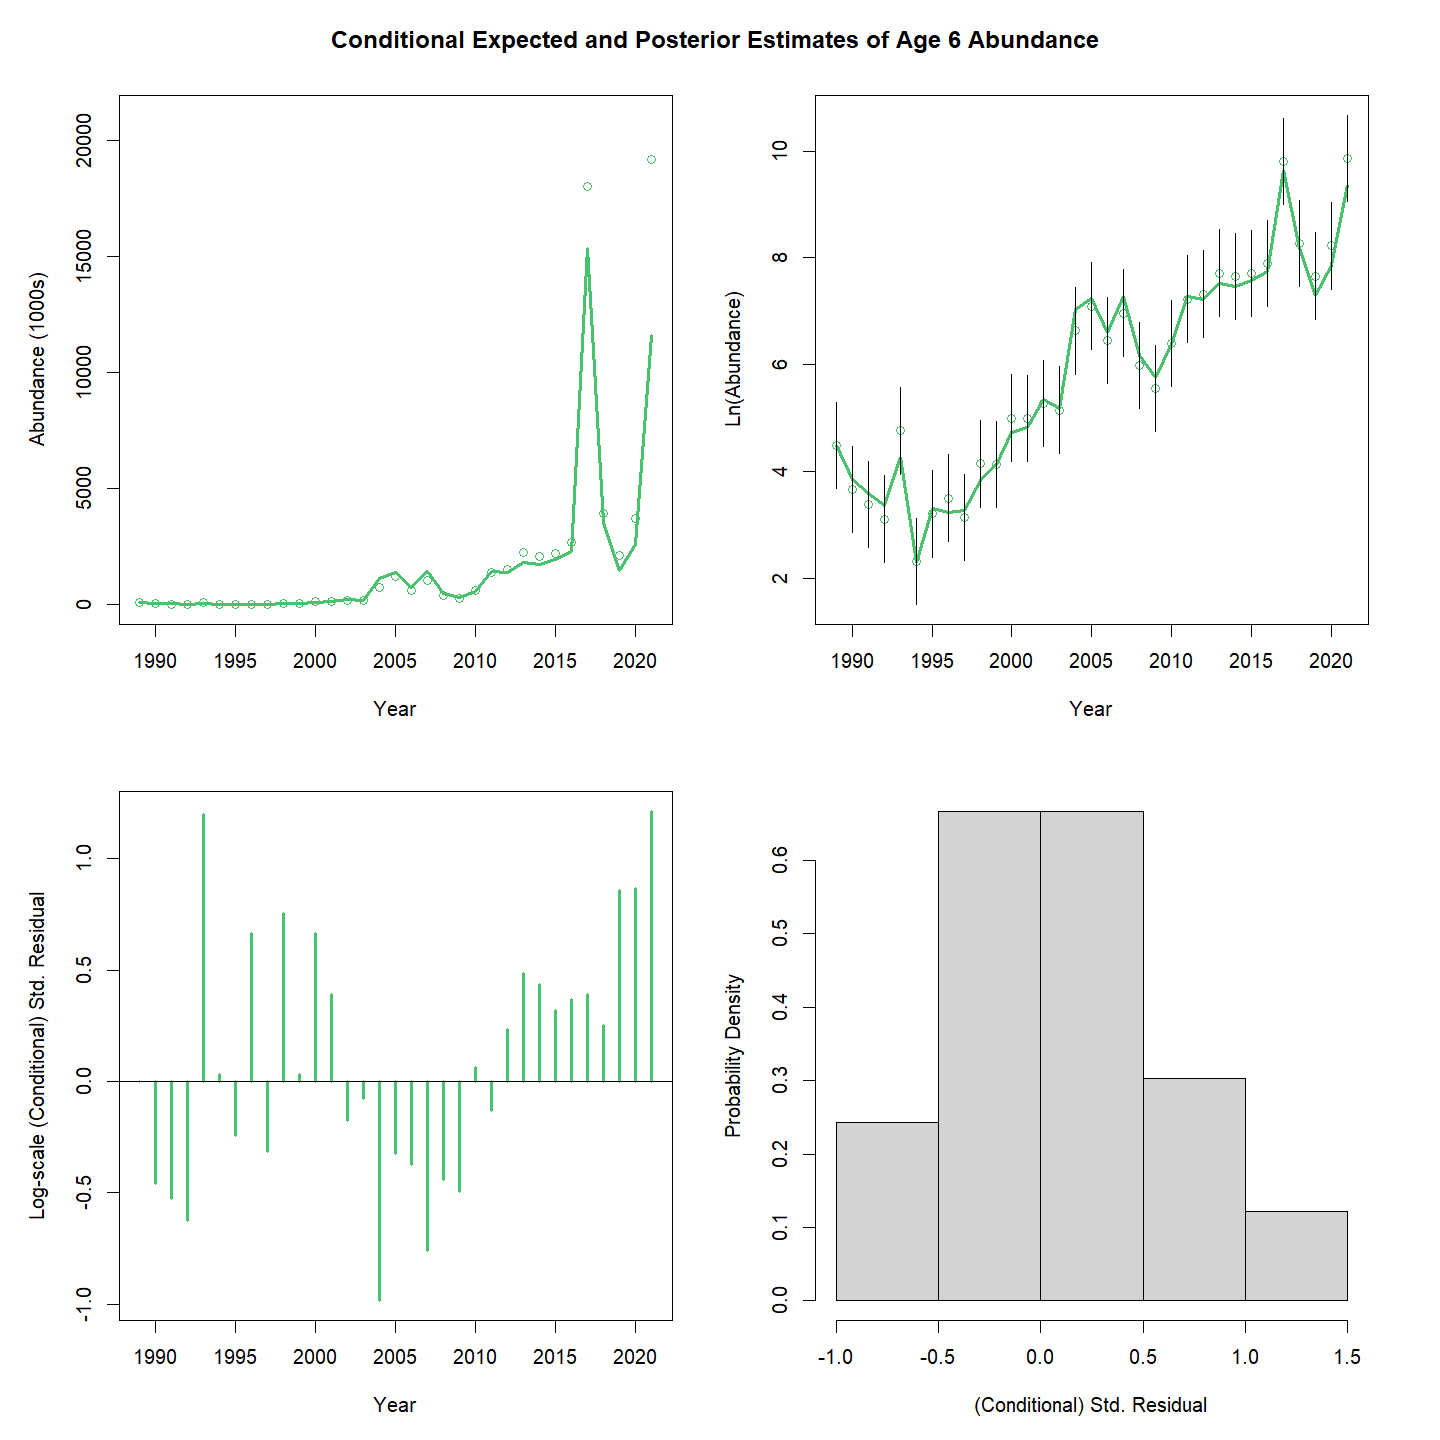 Conditional Expected and Posterior Estimates of Age 6 Abundance
Abundance (1000s)
20000
15000
10000
5000
0
1990 1995 2000 2005 2010 2015 2020
Year
Ln(Abundance)
10
8
6
4
2
1990 1995 2000 2005 2010 2015 2020
Year
Log-scale (Conditional) Std. Residual
1.0
0.5
0.0
-0.5
-1.0
1990 1995 2000 2005 2010 2015 2020
Year
Probability Density
0.6
0.5
0.4
0.3
0.2
0.1
0.0
-1.0 -0.5 0.0 0.5 1.0 1.5
(Conditional) Std. Residual